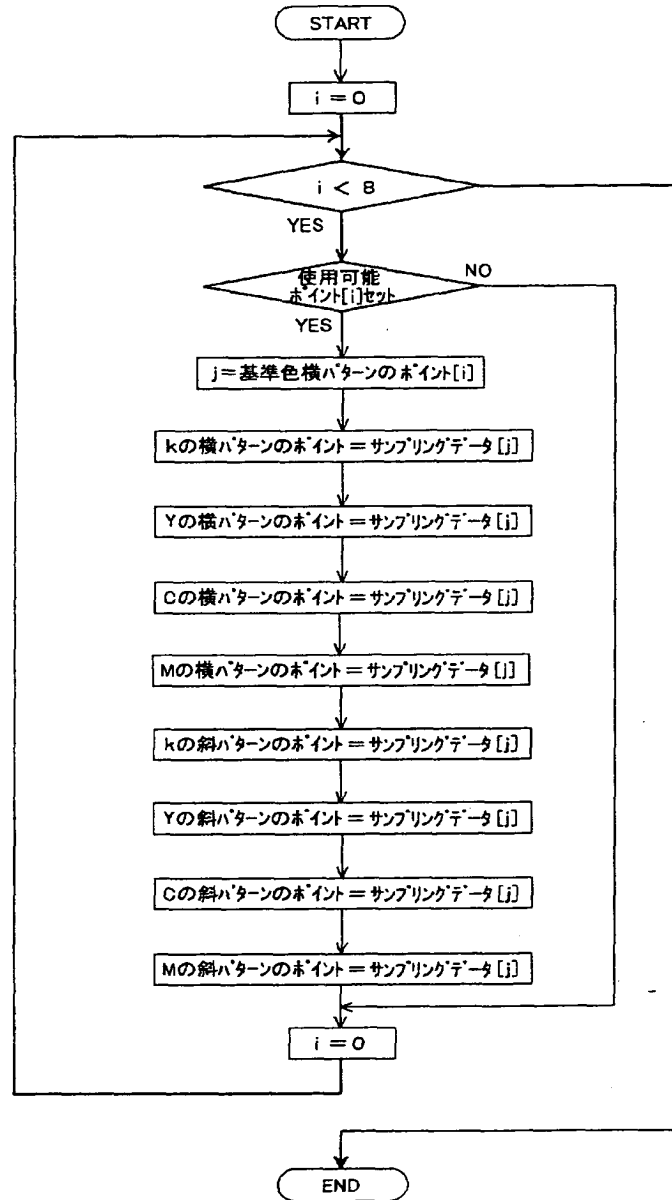 START
i = 0
i < 8
YES
使用可能
ポイント[i]セット
NO
YES
j=基準色横パターンのポイント[i]
kの横パターンのポイント=サンプリングデータ[j]
Yの横パターンのポイント=サンプリングデータ[j]
Cの横パターンのポイント=サンプリングデータ[j]
Mの横パターンのポイント=サンプリングデータ[j]
kの斜パターンのポイント=サンプリングデータ[j]
Yの斜パターンのポイント=サンプリングデータ[j]
Cの斜パターンのポイント=サンプリングデータ[j]
Mの斜パターンのポイント=サンプリングデータ[j]
i = 0
END